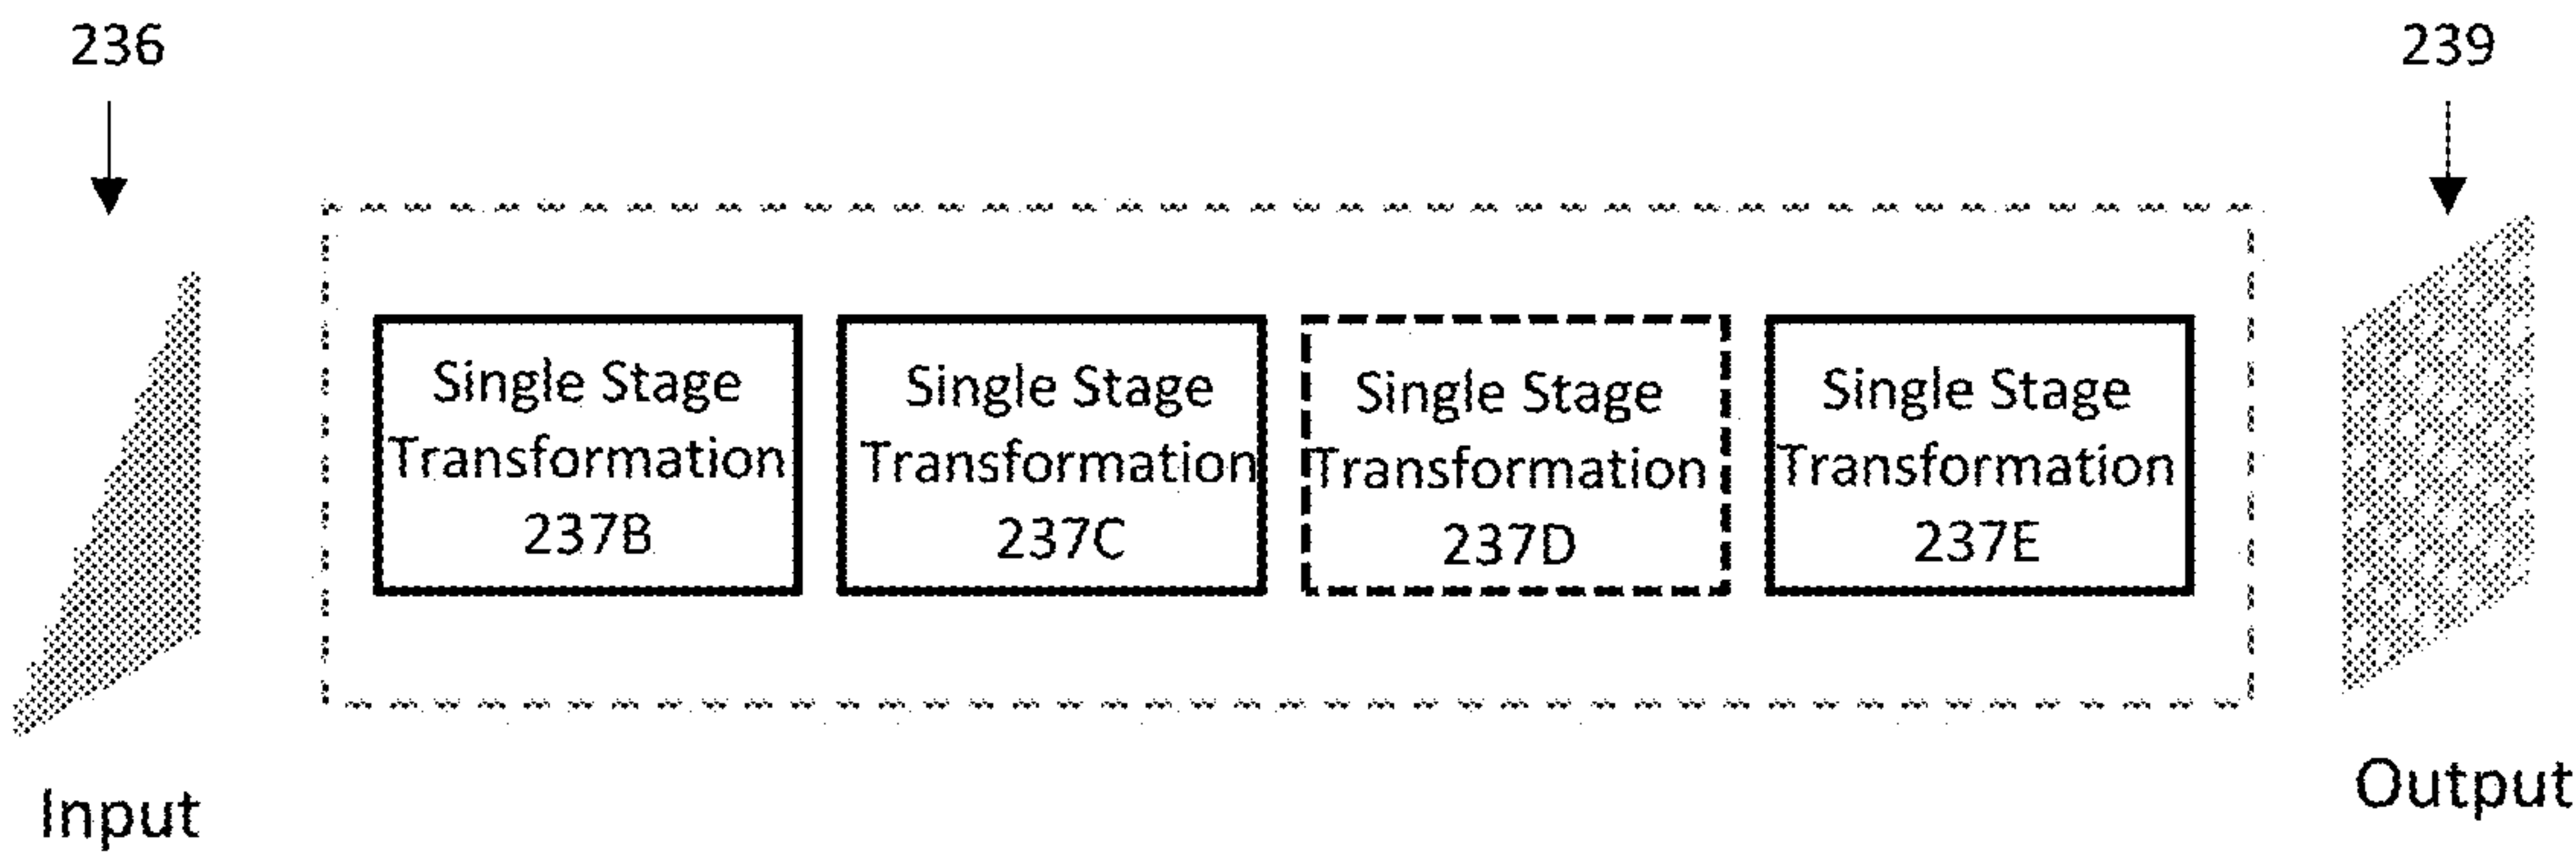 236
239
Single Stage
Transformation
237B
Single Stage
Transformation
237C
Single Stage
Transformation
237D
Single Stage
Transformation
237E
Input
Output